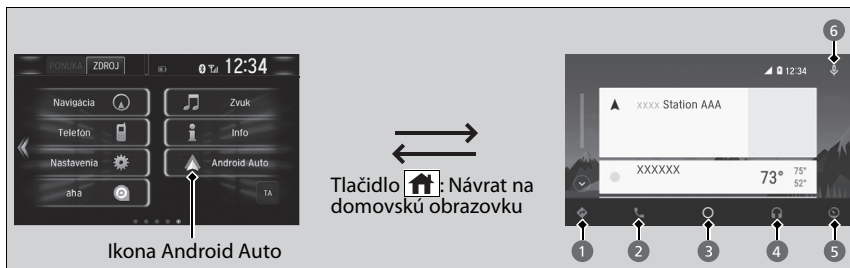 PONUKA ZDROJ 12:34
Navigácia Zvuk
Telefón Info
Nastavenia Android Auto
aha TA
Ikona Android Auto
Tlačidlo : Návrat na
domovskú obrazovku
6
12:34
xxxx Station AAA
XXXXXX 73° 75°
52°
1 2 3 4 5